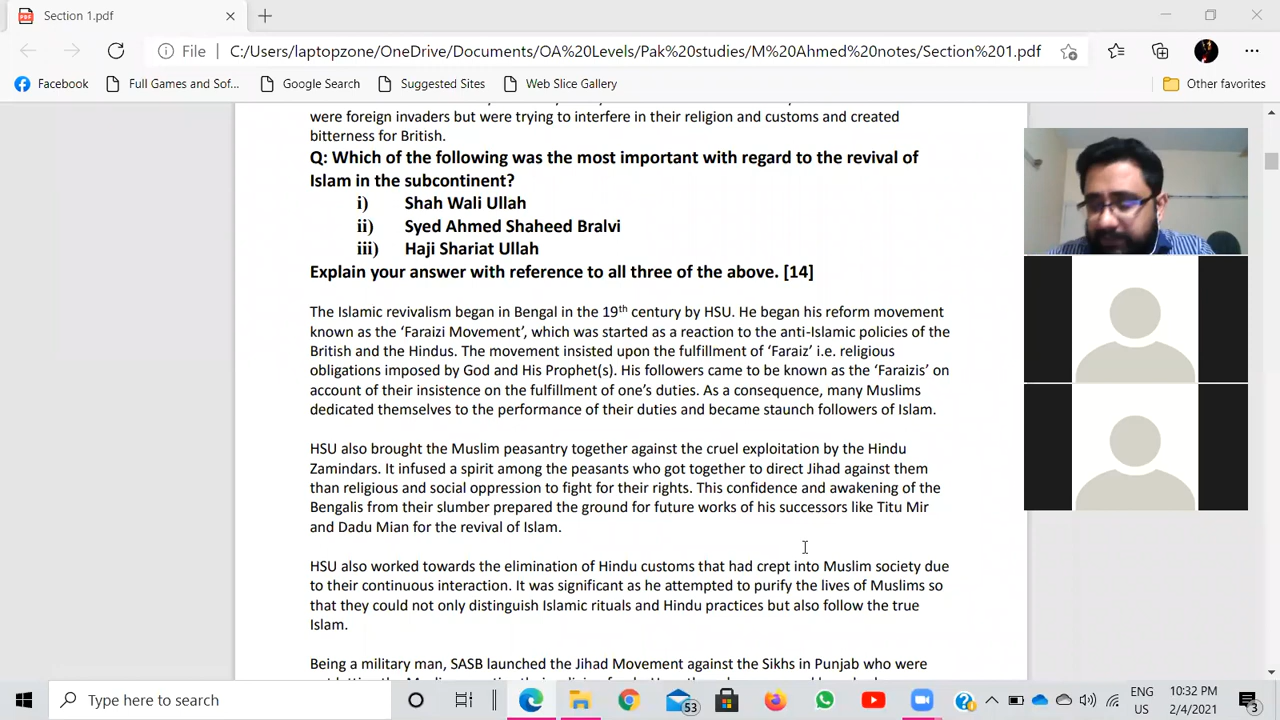 Section 1.pdf
File
C:/Users/laptopzone/OneDrive/Documents/OA%20Levels/Pak%20studies/M%20Ahmed%20notes/Section%201.pdf
Facebook Full Games and Sof... Google Search Suggested Sites Web Slice Gallery Other favorites
were foreign invaders but were trying to interfere in their religion and customs and created
bitterness for British.
Q: Which of the following was the most important with regard to the revival of
Islam in the subcontinent?
i) Shah Wali Ullah
ii) Syed Ahmed Shaheed Bralvi
iii) Haji Shariat Ullah
Explain your answer with reference to all three of the above. [14]
The Islamic revivalism began in Bengal in the 19th century by HSU. He began his reform movement
known as the ‘Faraizi Movement’, which was started as a reaction to the anti-Islamic policies of the
British and the Hindus. The movement insisted upon the fulfillment of ‘Faraiz’ i.e. religious
obligations imposed by God and His Prophet(s). His followers came to be known as the ‘Faraizis’ on
account of their insistence on the fulfillment of one’s duties. As a consequence, many Muslims
dedicated themselves to the performance of their duties and became staunch followers of Islam.
HSU also brought the Muslim peasantry together against the cruel exploitation by the Hindu
Zamindars. It infused a spirit among the peasants who got together to direct Jihad against them
than religious and social oppression to fight for their rights. This confidence and awakening of the
Bengalis from their slumber prepared the ground for future works of his successors like Titu Mir
and Dadu Mian for the revival of Islam.
HSU also worked towards the elimination of Hindu customs that had crept into Muslim society due
to their continuous interaction. It was significant as he attempted to purify the lives of Muslims so
that they could not only distinguish Islamic rituals and Hindu practices but also follow the true
Islam.
Being a military man, SASB launched the Jihad Movement against the Sikhs in Punjab who were
Type here to search
53
ENG
US
10:32 PM
2/4/2021
3